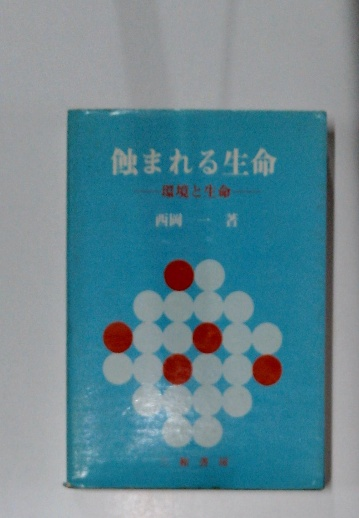 蝕まれる生命
──環境と生命──
西岡 一 著